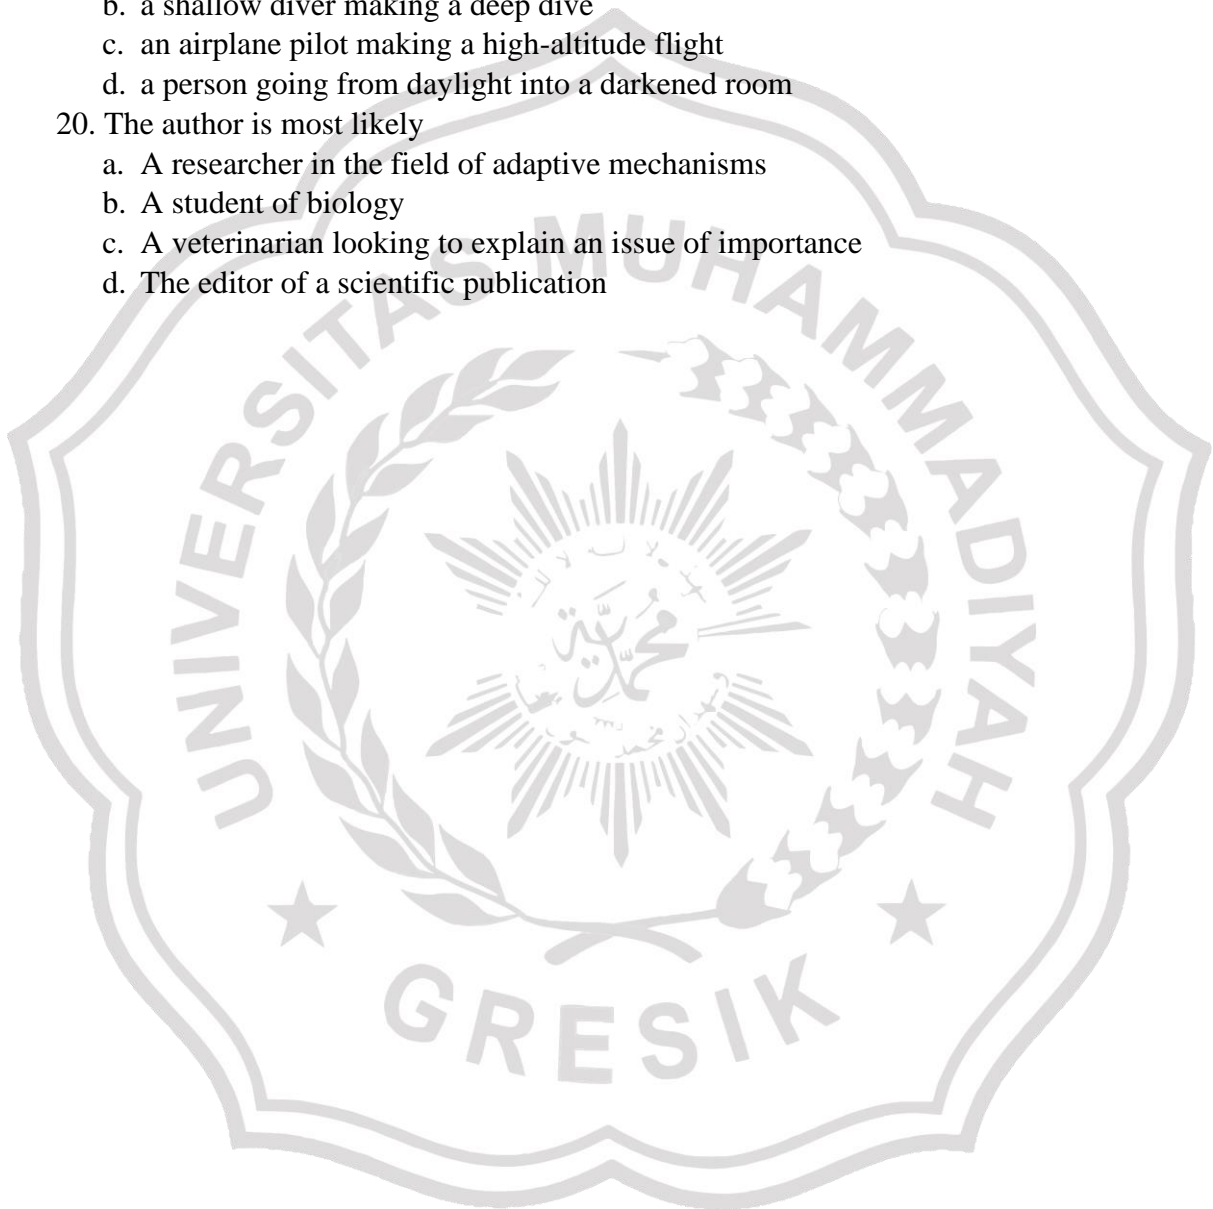 b. a shallow diver making a deep dive
c. an airplane pilot making a high-altitude flight
d. a person going from daylight into a darkened room
20. The author is most likely
a. A researcher in the field of adaptive mechanisms
b. A student of biology
c. A veterinarian looking to explain an issue of importance
d. The editor of a scientific publication
UNIVERSITAS MUHAMMADIYAH
محمدية
GRESIK